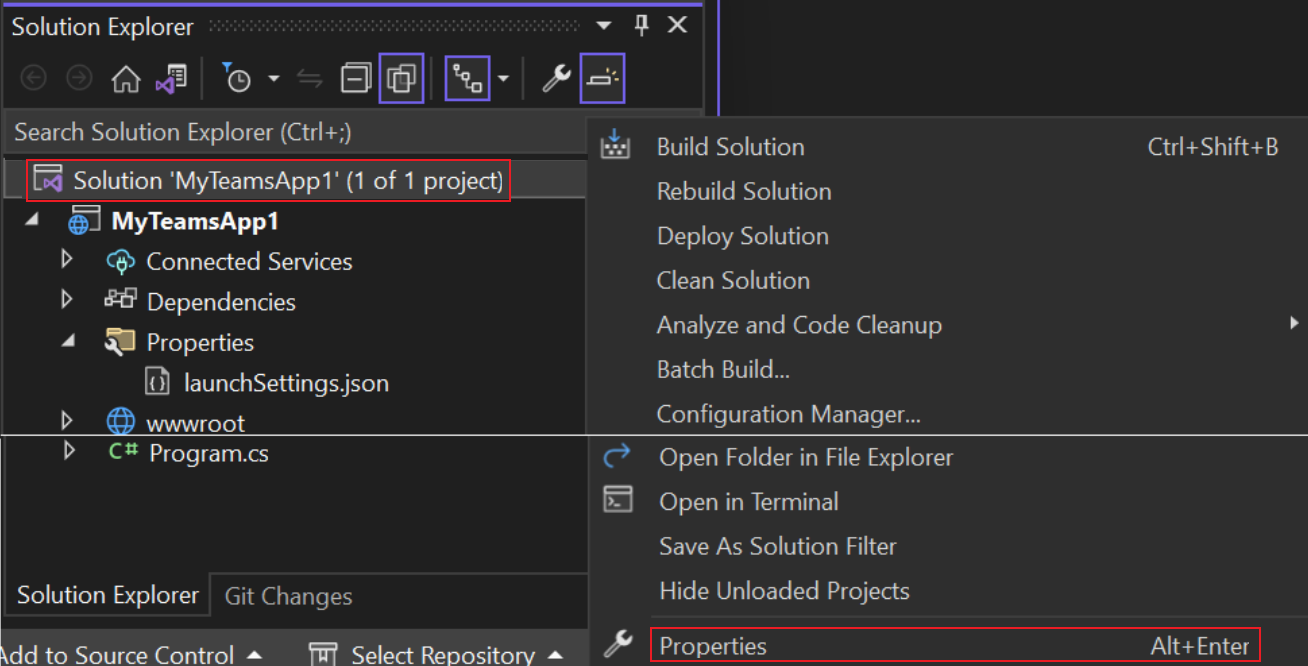 Solution Explorer
Search Solution Explorer (Ctrl+;)
Solution 'MyTeamsApp1' (1 of 1 project)
MyTeamsApp1
Connected Services
Dependencies
Properties
launchSettings.json
wwwroot
C# Program.cs
Solution Explorer Git Changes
Add to Source Control Select Repository
Build Solution Ctrl+Shift+B
Rebuild Solution
Deploy Solution
Clean Solution
Analyze and Code Cleanup
Batch Build...
Configuration Manager...
Open Folder in File Explorer
Open in Terminal
Save As Solution Filter
Hide Unloaded Projects
Properties Alt+Enter